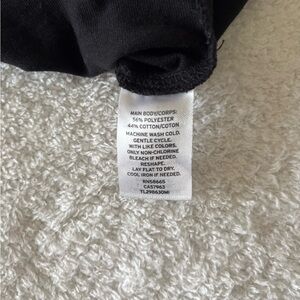 MAIN BODY/CORPS:
56% POLYESTER
44% COTTON/COTON
MACHINE WASH COLD,
GENTLE CYCLE,
WITH LIKE COLORS,
ONLY NON-CHLORINE
BLEACH IF NEEDED.
RESHAPE,
LAY FLAT TO DRY,
COOL IRON IF NEEDED.
RN58665
CA57963